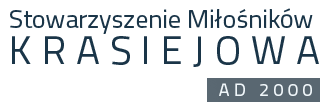 Stowarzyszenie Miłośników
KRASIEJOWA
AD 2000